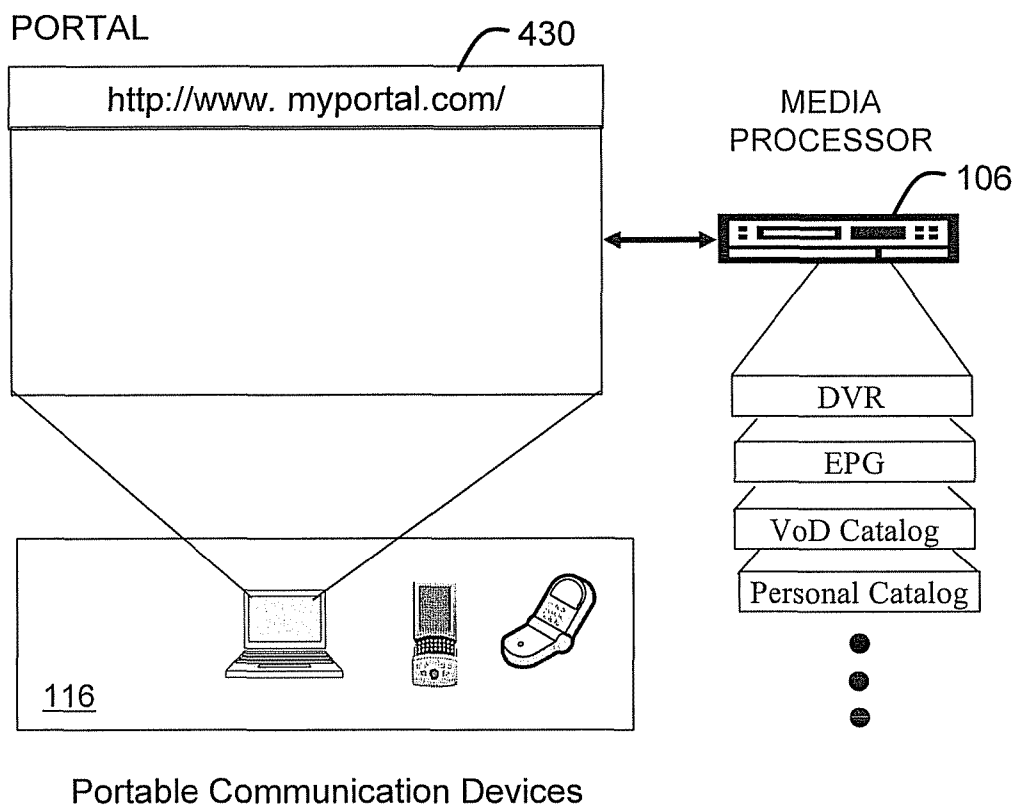 PORTAL
430
http://www. myportal.com/
MEDIA
PROCESSOR
106
DVR
EPG
VoD Catalog
Personal Catalog
116
Portable Communication Devices